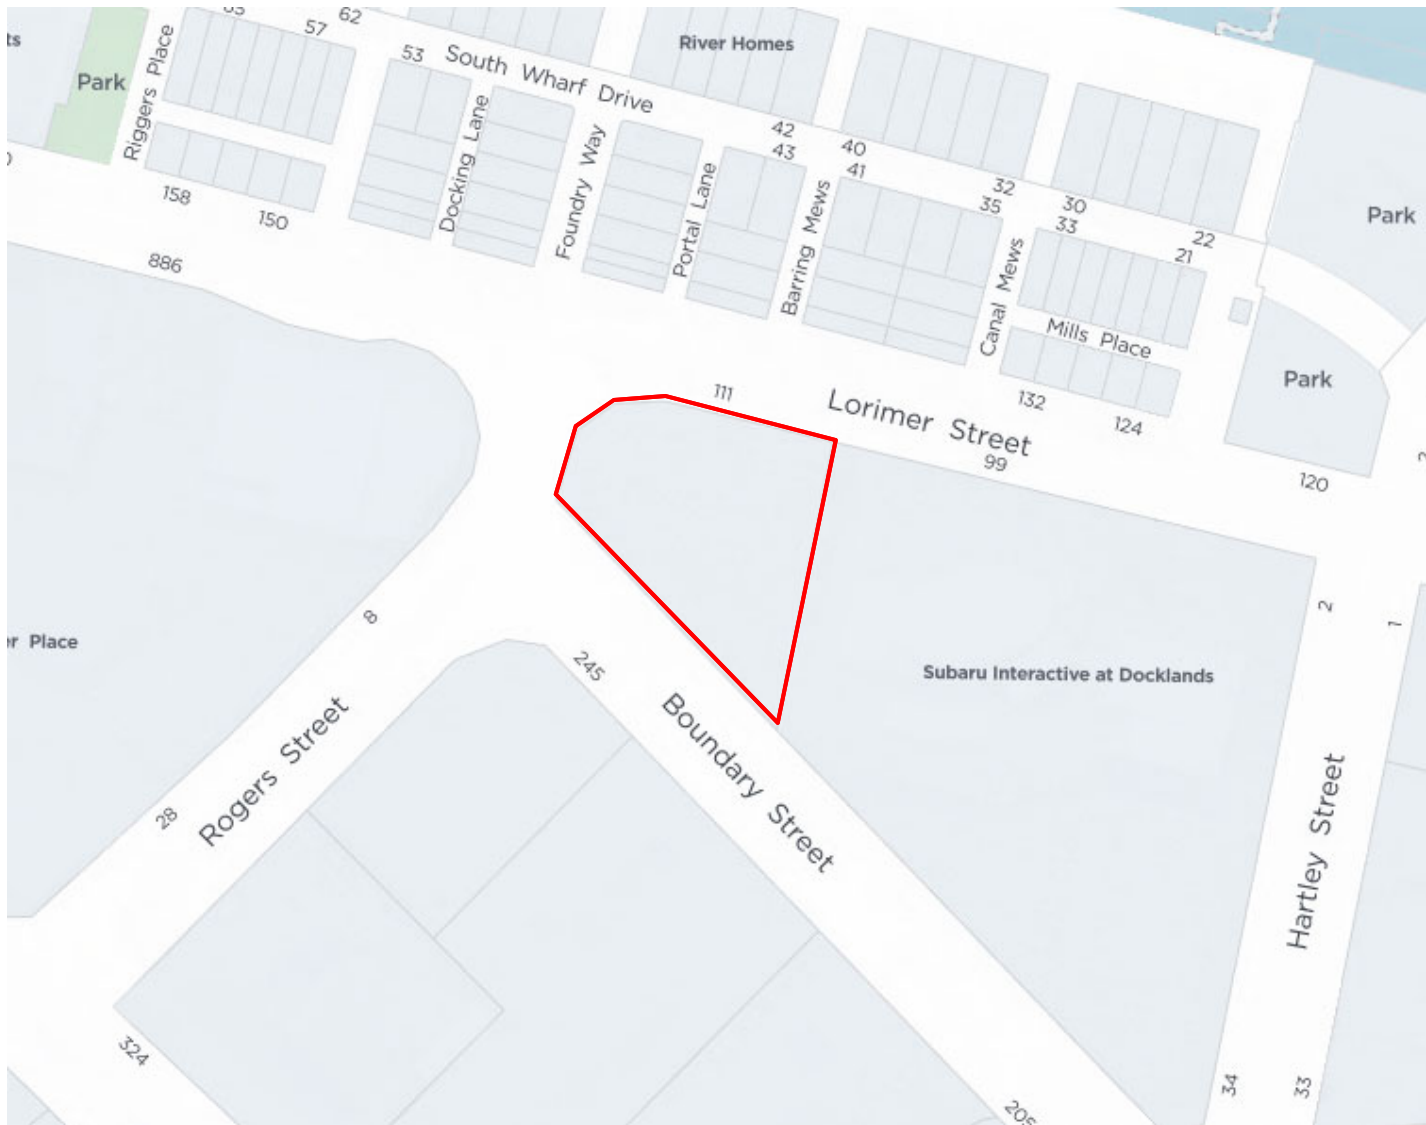 62
57
53
South Wharf Drive
River Homes
Park
Riggers Place
Docking Lane
Foundry Way
Portal Lane
Barring Mews
Canal Mews
42
43
40
41
32
35
30
33
22
21
Park
158
150
886
Mills Place
Park
132
124
120
111
Lorimer Street
99
2
1
8
er Place
245
Subaru Interactive at Docklands
Boundary Street
Rogers Street
28
Hartley Street
324
34
33
205